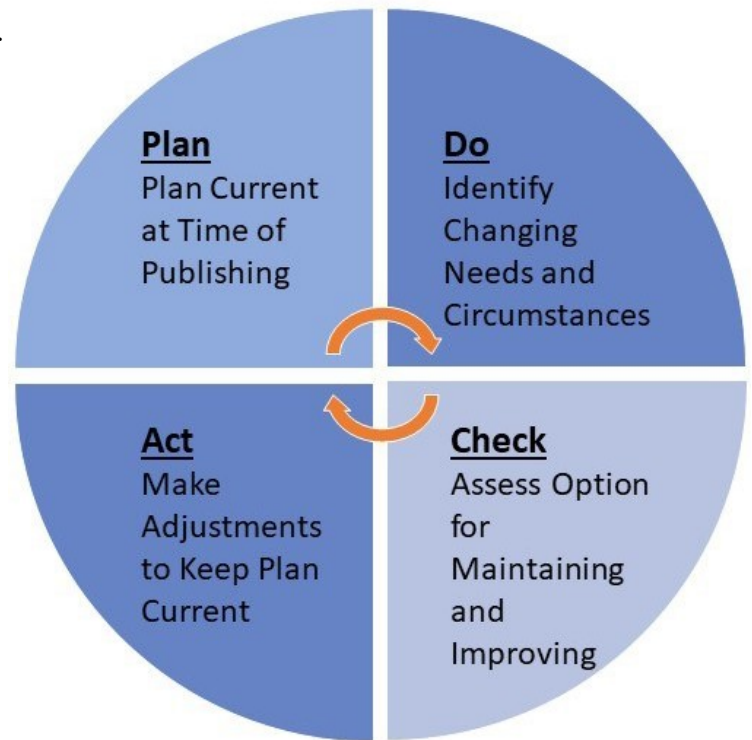 .
Plan
Plan Current
at Time of
Publishing
Do
Identify
Changing
Needs and
Circumstances
Act
Make
Adjustments
to Keep Plan
Current
Check
Assess Option
for
Maintaining
and
Improving